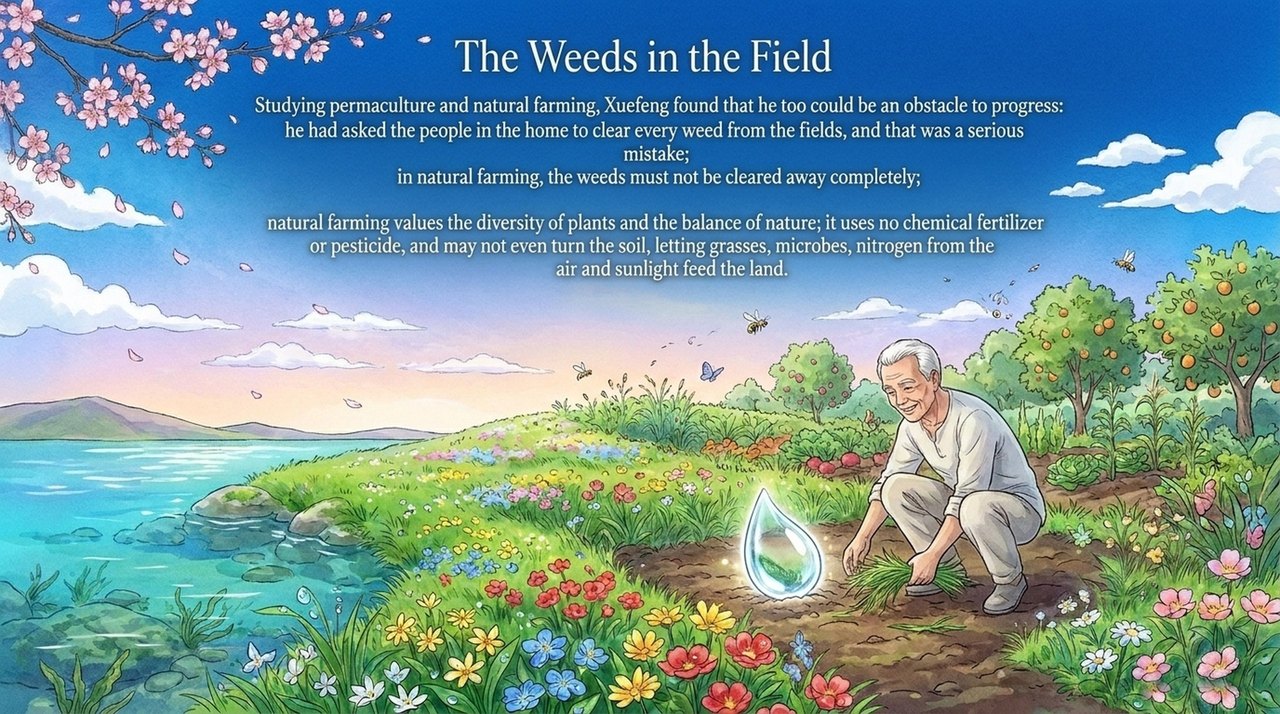 The Weeds in the Field
Studying permaculture and natural farming, Xuefeng found that he too could be an obstacle to progress:
he had asked the people in the home to clear every weed from the fields, and that was a serious
mistake;
in natural farming, the weeds must not be cleared away completely;
natural farming values the diversity of plants and the balance of nature; it uses no chemical fertilizer
or pesticide, and may not even turn the soil, letting grasses, microbes, nitrogen from the
air and sunlight feed the land.